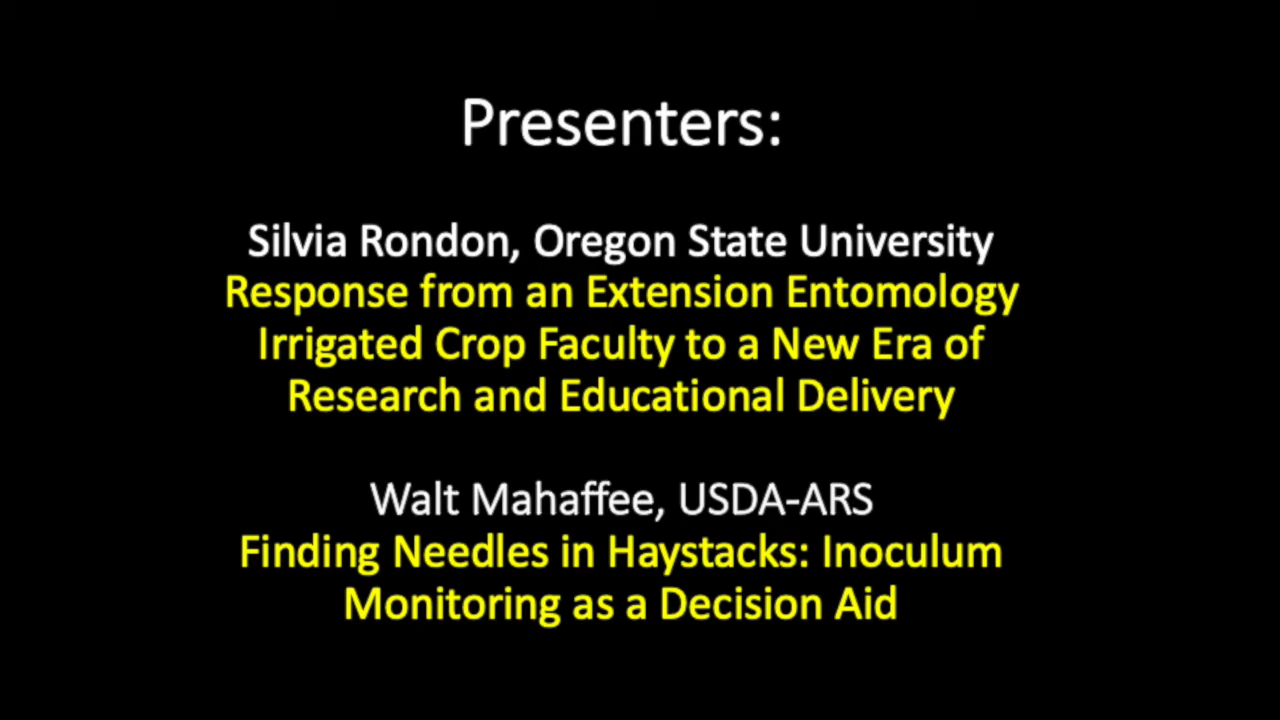 Presenters:
Silvia Rondon, Oregon State University
Response from an Extension Entomology
Irrigated Crop Faculty to a New Era of
Research and Educational Delivery
Walt Mahaffee, USDA-ARS
Finding Needles in Haystacks: Inoculum
Monitoring as a Decision Aid